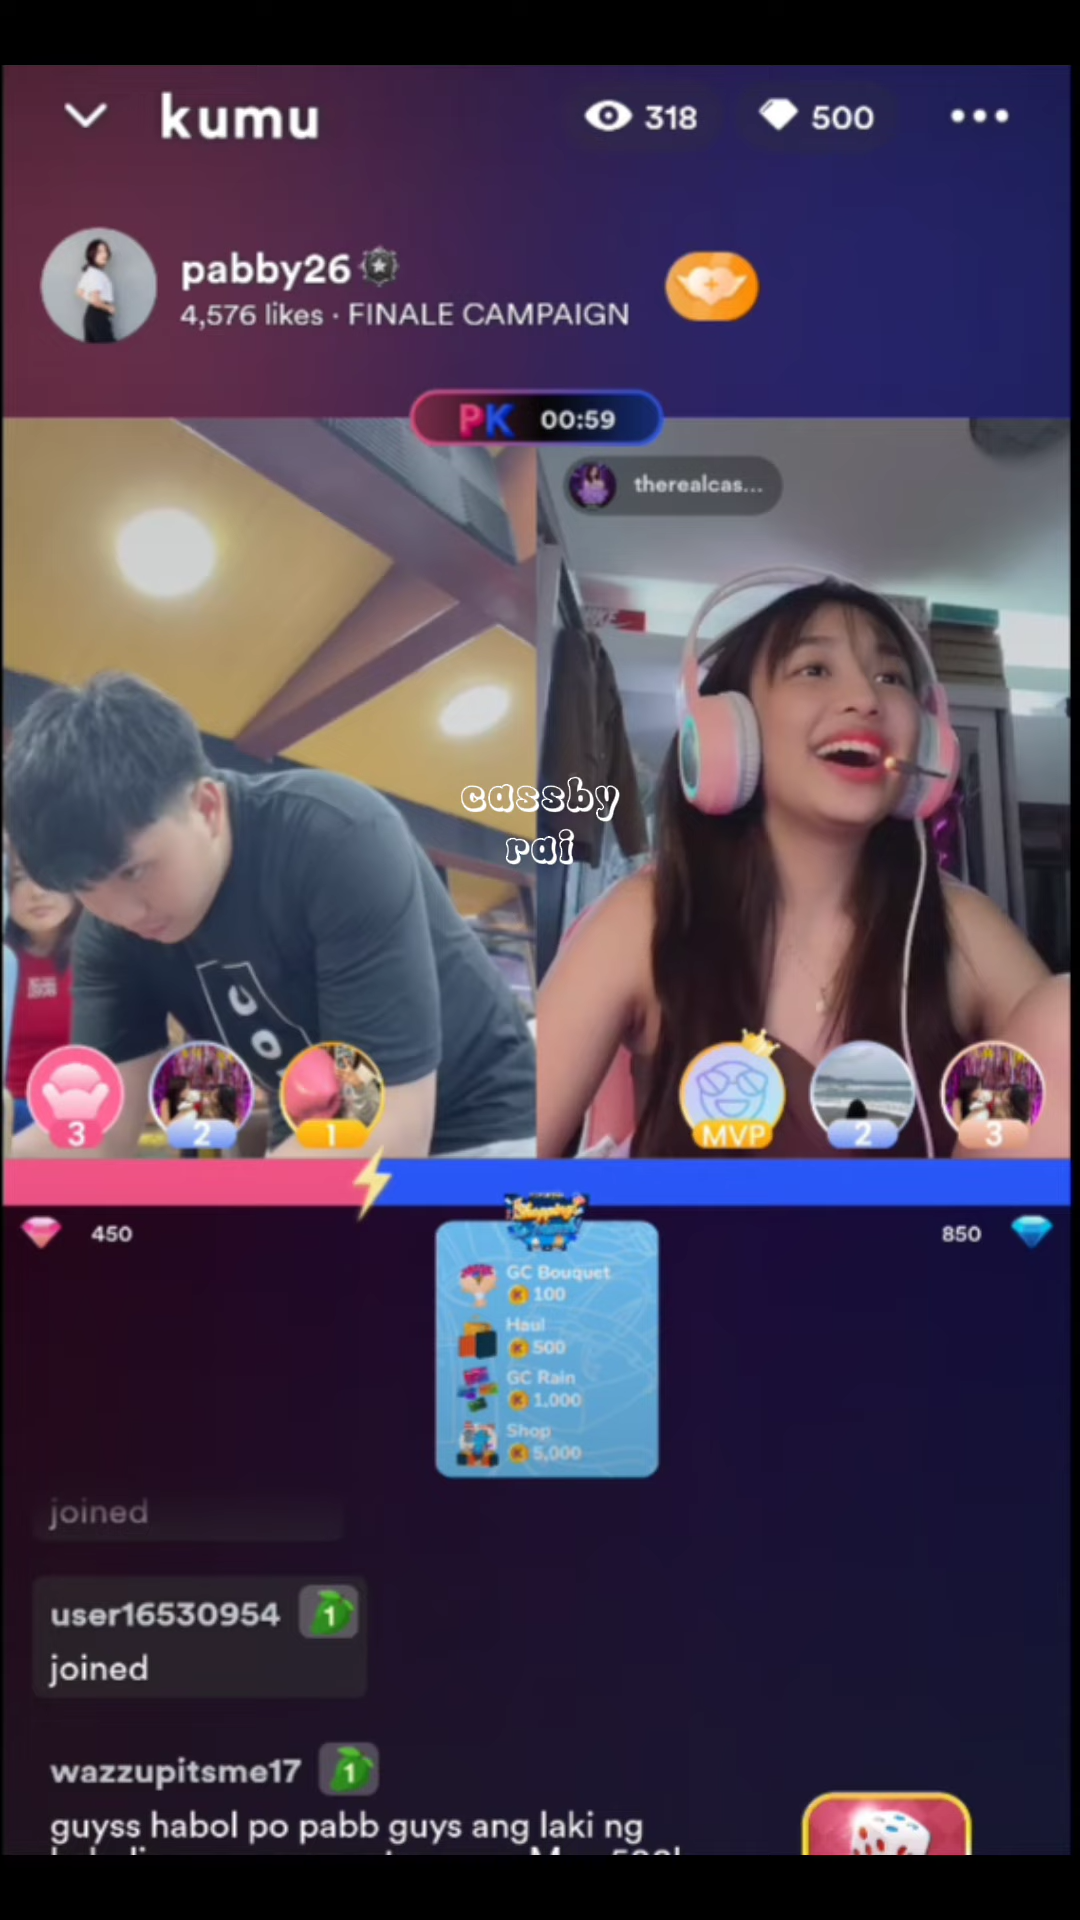 kumu
318
500
pabby26
4,576 likes · FINALE CAMPAIGN
PK 00:59
therealcas...
cassby
rai
3
2
1
MVP
2
3
450
850
Shopping
GC Bouquet
100
Haul
500
GC Rain
1,000
Shop
5,000
joined
user16530954 1
joined
wazzupitsme17 1
guyss habol po pabb guys ang laki ng